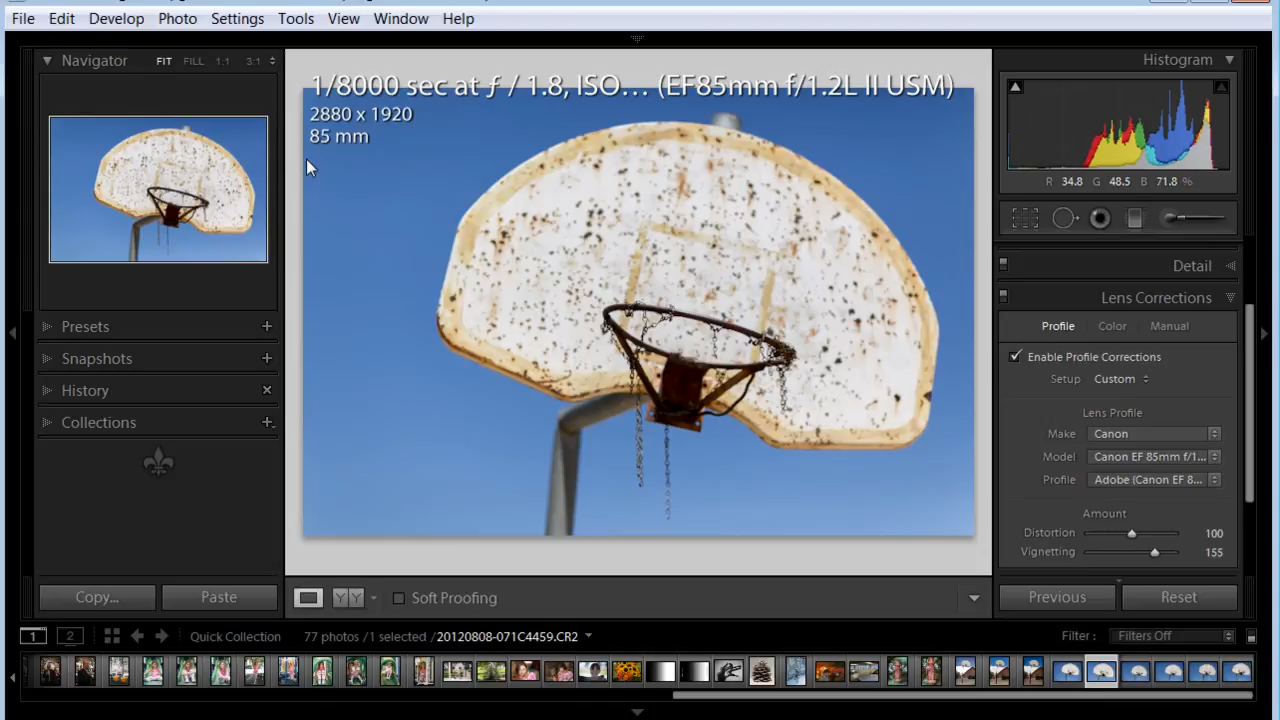 File Edit Develop Photo Settings Tools View Window Help
Navigator FIT FILL 1:1 3:1
1/8000 sec at ƒ / 1.8, ISO… (EF85mm f/1.2L II USM)
2880 x 1920
85 mm
Presets
Snapshots
History
Collections
Copy... Paste
Soft Proofing
Histogram
R 34.8 G 48.5 B 71.8 %
Detail
Lens Corrections
Profile Color Manual
Enable Profile Corrections
Setup Custom
Lens Profile
Make Canon
Model Canon EF 85mm f/1...
Profile Adobe (Canon EF 8...
Amount
Distortion 100
Vignetting 155
Previous Reset
1 2 Quick Collection 77 photos /1 selected /20120808-071C4459.CR2 Filter : Filters Off